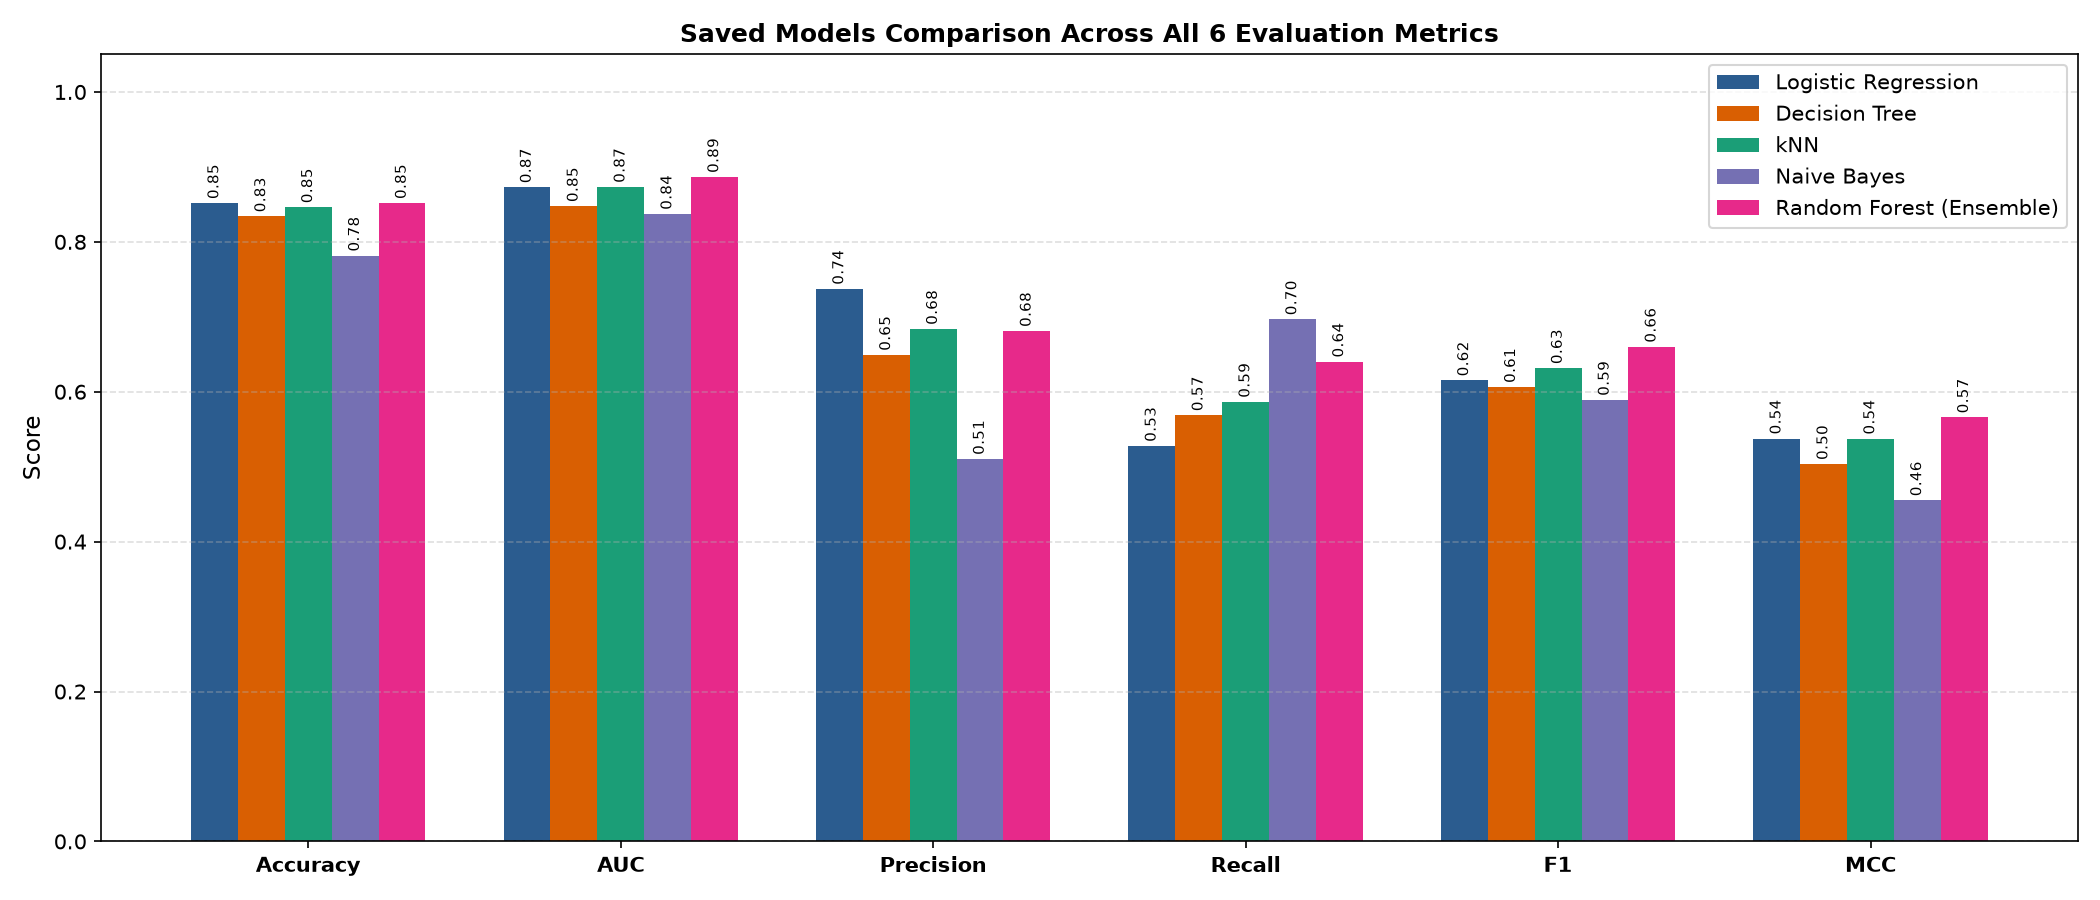 Saved Models Comparison Across All 6 Evaluation Metrics
Logistic Regression
Decision Tree
kNN
Naive Bayes
Random Forest (Ensemble)
Score
1.0
0.8
0.6
0.4
0.2
0.0
0.85
0.83
0.85
0.78
0.85
0.87
0.85
0.87
0.84
0.89
0.74
0.65
0.68
0.51
0.68
0.53
0.57
0.59
0.70
0.64
0.62
0.61
0.63
0.59
0.66
0.54
0.50
0.54
0.46
0.57
Accuracy
AUC
Precision
Recall
F1
MCC